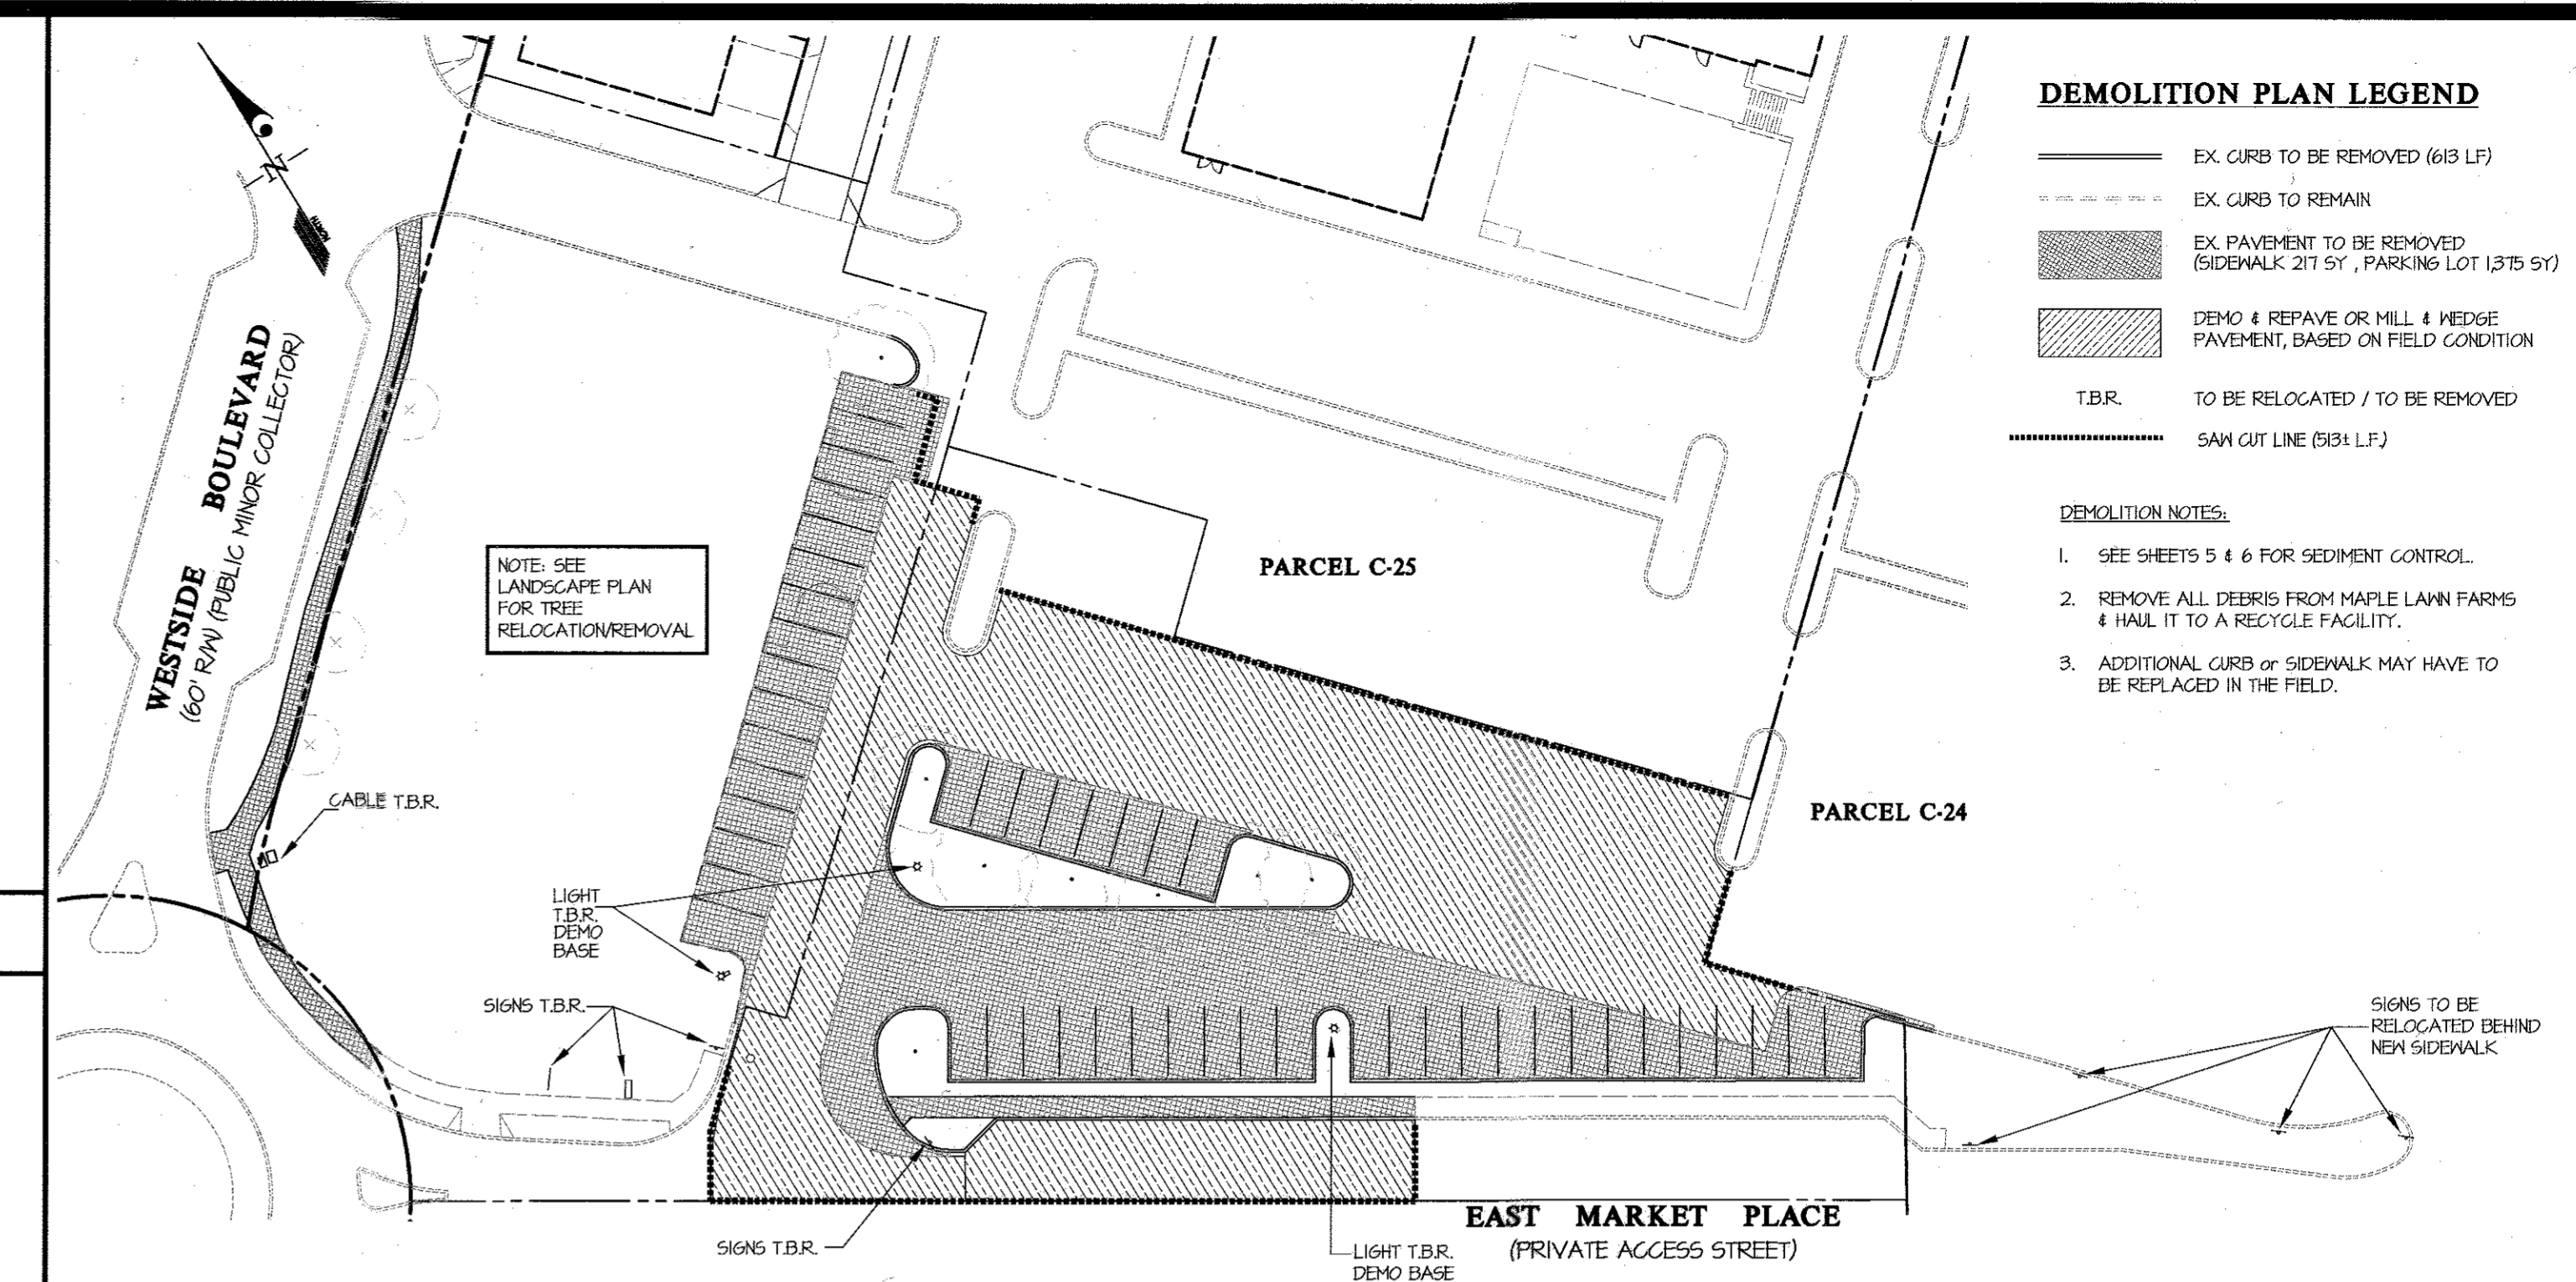 DEMOLITION PLAN LEGEND
EX. CURB TO BE REMOVED (613 LF)
EX. CURB TO REMAIN
EX. PAVEMENT TO BE REMOVED
(SIDEWALK 217 SY , PARKING LOT 1,375 SY)
DEMO & REPAVE OR MILL & WEDGE
PAVEMENT, BASED ON FIELD CONDITION
T.B.R. TO BE RELOCATED / TO BE REMOVED
SAW CUT LINE (513± L.F.)
DEMOLITION NOTES:
1. SEE SHEETS 5 & 6 FOR SEDIMENT CONTROL.
2. REMOVE ALL DEBRIS FROM MAPLE LAWN FARMS
& HAUL IT TO A RECYCLE FACILITY.
3. ADDITIONAL CURB or SIDEWALK MAY HAVE TO
BE REPLACED IN THE FIELD.
N
NORTH
WESTSIDE BOULEVARD
(60' R/W) (PUBLIC MINOR COLLECTOR)
NOTE: SEE
LANDSCAPE PLAN
FOR TREE
RELOCATION/REMOVAL
PARCEL C-25
PARCEL C-24
CABLE T.B.R.
LIGHT
T.B.R.
DEMO
BASE
SIGNS T.B.R.
SIGNS TO BE
RELOCATED BEHIND
NEW SIDEWALK
SIGNS T.B.R.
LIGHT T.B.R.
DEMO BASE
EAST MARKET PLACE
(PRIVATE ACCESS STREET)